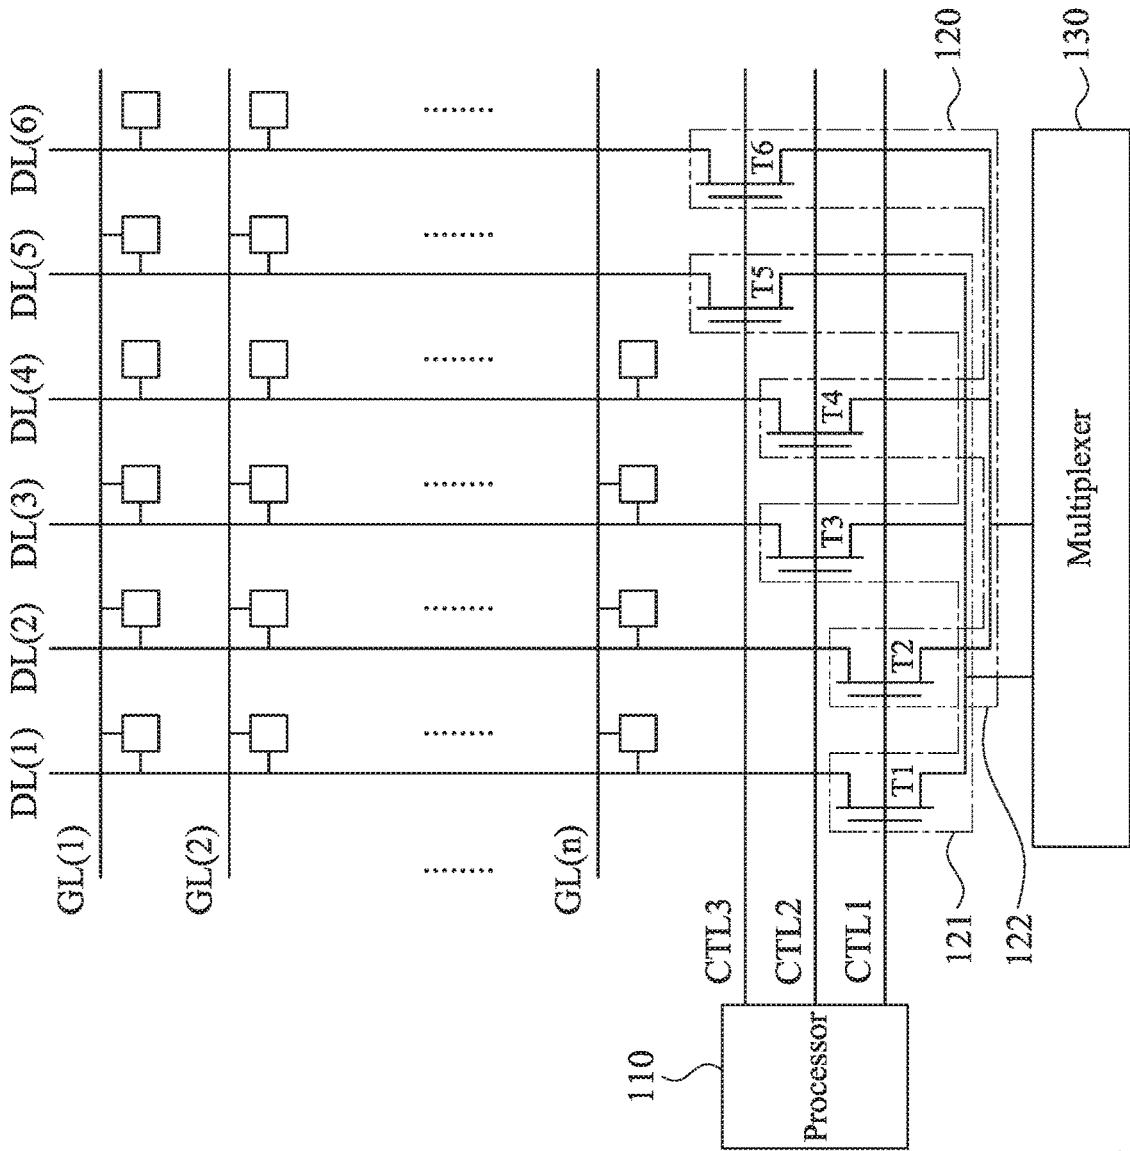 DL(1)
DL(2)
DL(3)
DL(4)
DL(5)
DL(6)
GL(1)
GL(2)
GL(n)
CTL3
CTL2
CTL1
T1
T2
T3
T4
T5
T6
110
Processor
121
122
120
130
Multiplexer